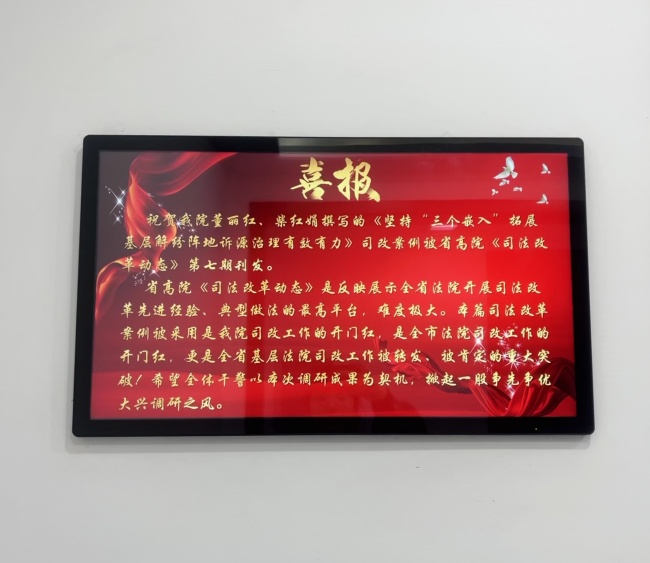 喜报
祝贺我院董丽红、柴红娟撰写的《坚持“三个嵌入”拓展
基层解纷阵地诉源治理有效有力》司改案例被省高院《司法改
革动态》第七期刊发。
省高院《司法改革动态》是反映展示全省法院开展司法改
革先进经验、典型做法的最高平台，难度极大。本篇司法改革
案例被采用是我院司改工作的开门红，是全市法院司改工作的
开门红，更是全省基层法院司改工作被转发、被肯定的重大突
破！希望全体干警以本次调研成果为契机，掀起一股争先争优
大兴调研之风。